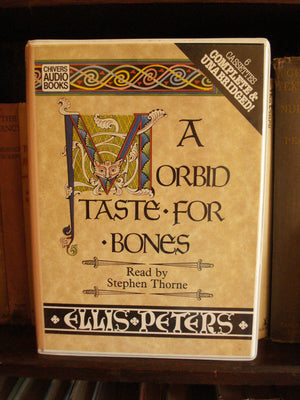 CHIVERS
AUDIO
BOOKS
6
CASSETTES
COMPLETE &
UNABRIDGED!
A
MORBID
TASTE·FOR
·BONES
Read by
Stephen Thorne
ELLIS PETERS